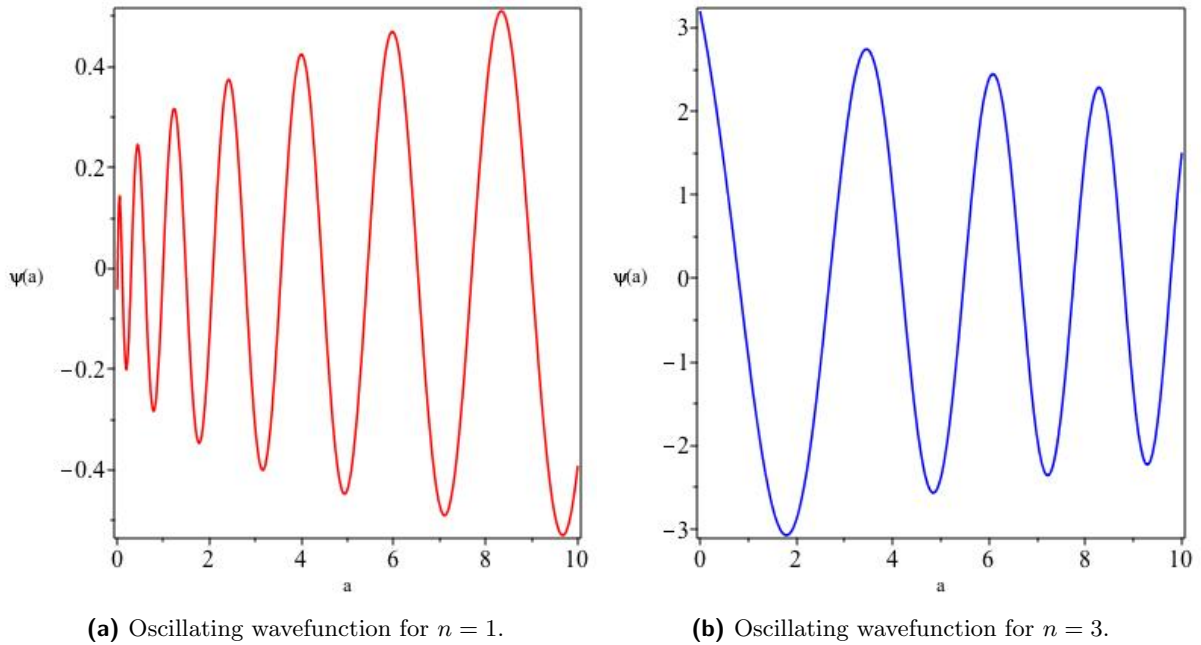 0.4
0.2
ψ(a) 0
−0.2
−0.4
0 2 4 6 8 10
a
3
2
1
ψ(a) 0
−1
−2
−3
0 2 4 6 8 10
a
(a) Oscillating wavefunction for n = 1.
(b) Oscillating wavefunction for n = 3.